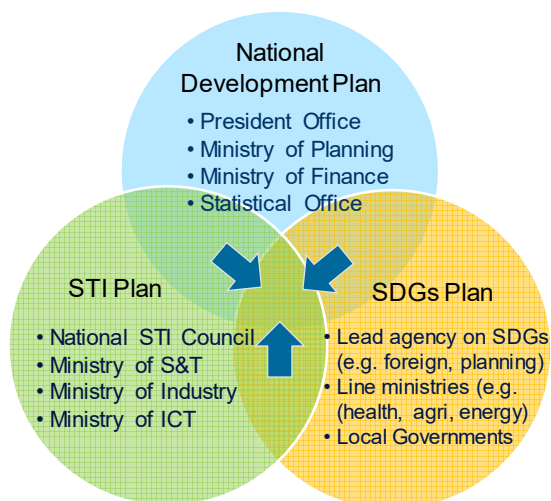 National
Development Plan
• President Office
• Ministry of Planning
• Ministry of Finance
• Statistical Office
STI Plan
• National STI Council
• Ministry of S&T
• Ministry of Industry
• Ministry of ICT
SDGs Plan
• Lead agency on SDGs
(e.g. foreign, planning)
• Line ministries (e.g.
(health, agri, energy)
• Local Governments